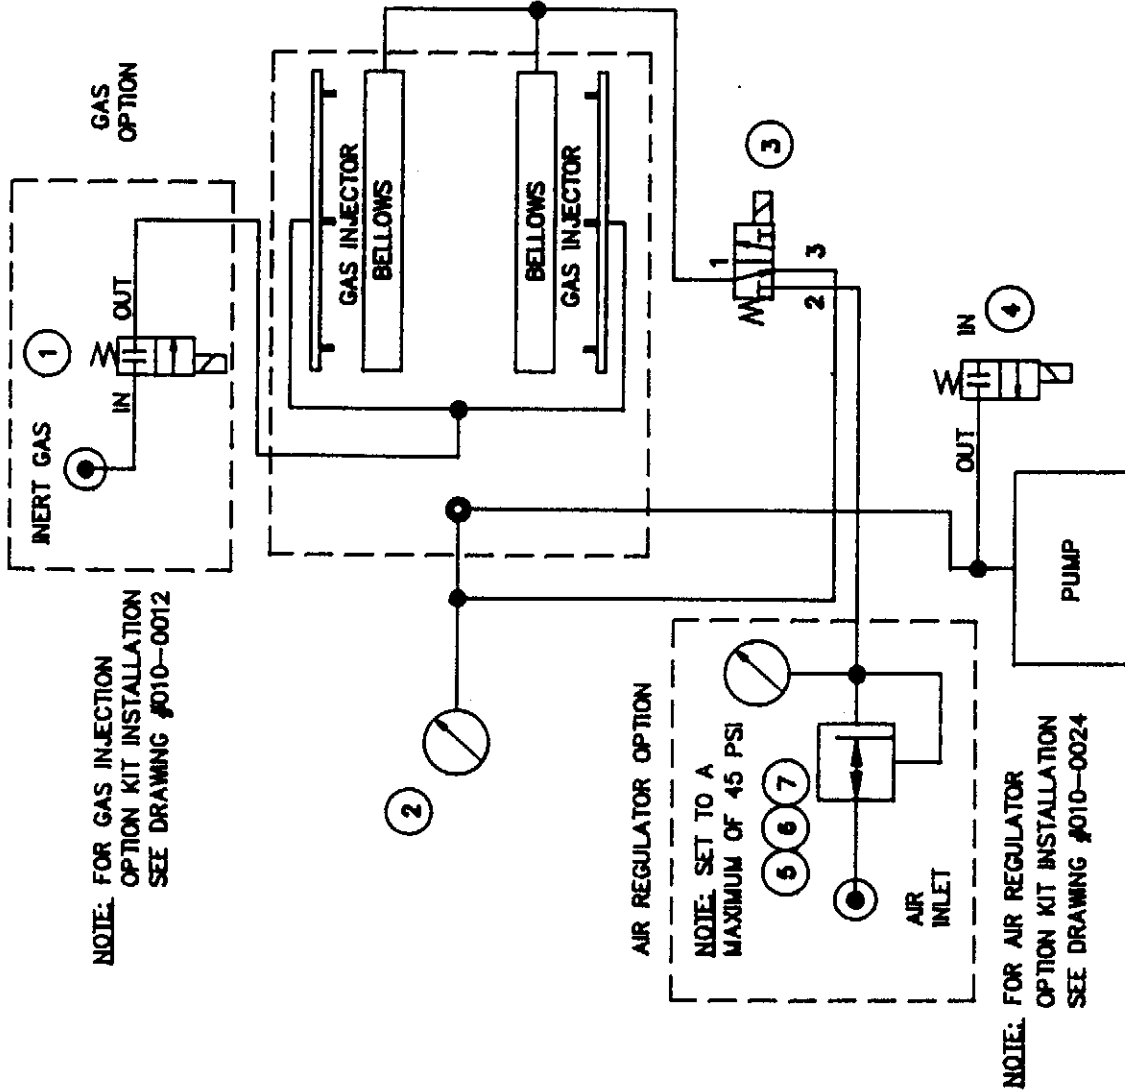 NOTE: FOR GAS INJECTION
OPTION KIT INSTALLATION
SEE DRAWING #010-0012
INERT GAS
1
IN
OUT
GAS
OPTION
GAS INJECTOR
BELLOWS
BELLOWS
GAS INJECTOR
2
3
1
2
3
AIR REGULATOR OPTION
NOTE: SET TO A
MAXIMUM OF 45 PSI
5
6
7
AIR
INLET
OUT
IN
4
PUMP
NOTE: FOR AIR REGULATOR
OPTION KIT INSTALLATION
SEE DRAWING #010-0024